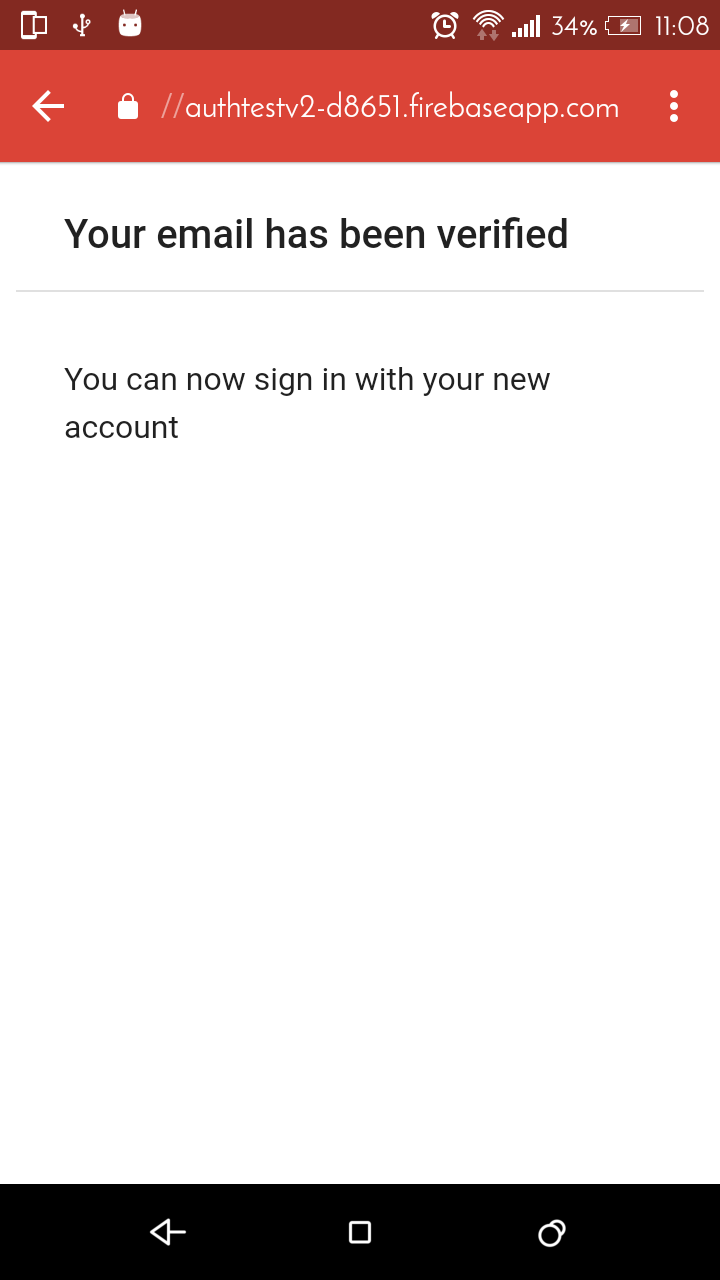 34% 11:08
//authtestv2-d8651.firebaseapp.com
Your email has been verified
You can now sign in with your new
account